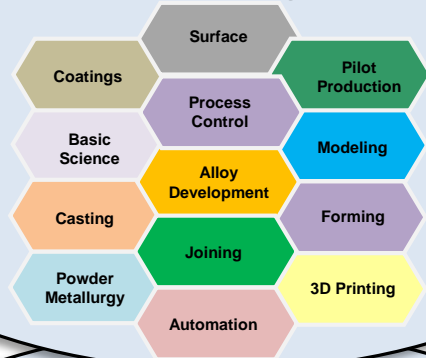 Surface
Coatings
Pilot
Production
Process
Control
Basic
Science
Modeling
Alloy
Development
Casting
Forming
Joining
Powder
Metallurgy
3D Printing
Automation